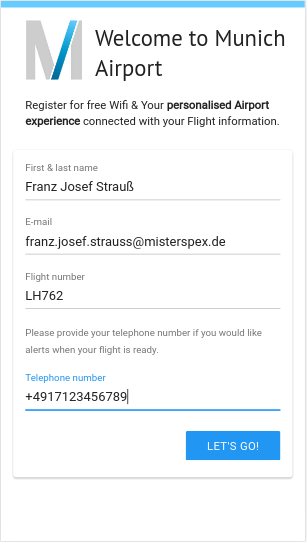 Welcome to Munich
Airport
Register for free Wifi & Your personalised Airport
experience connected with your Flight information.
First & last name
Franz Josef Strauß
E-mail
franz.josef.strauss@misterspex.de
Flight number
LH762
Please provide your telephone number if you would like
alerts when your flight is ready.
Telephone number
+4917123456789
LET'S GO!